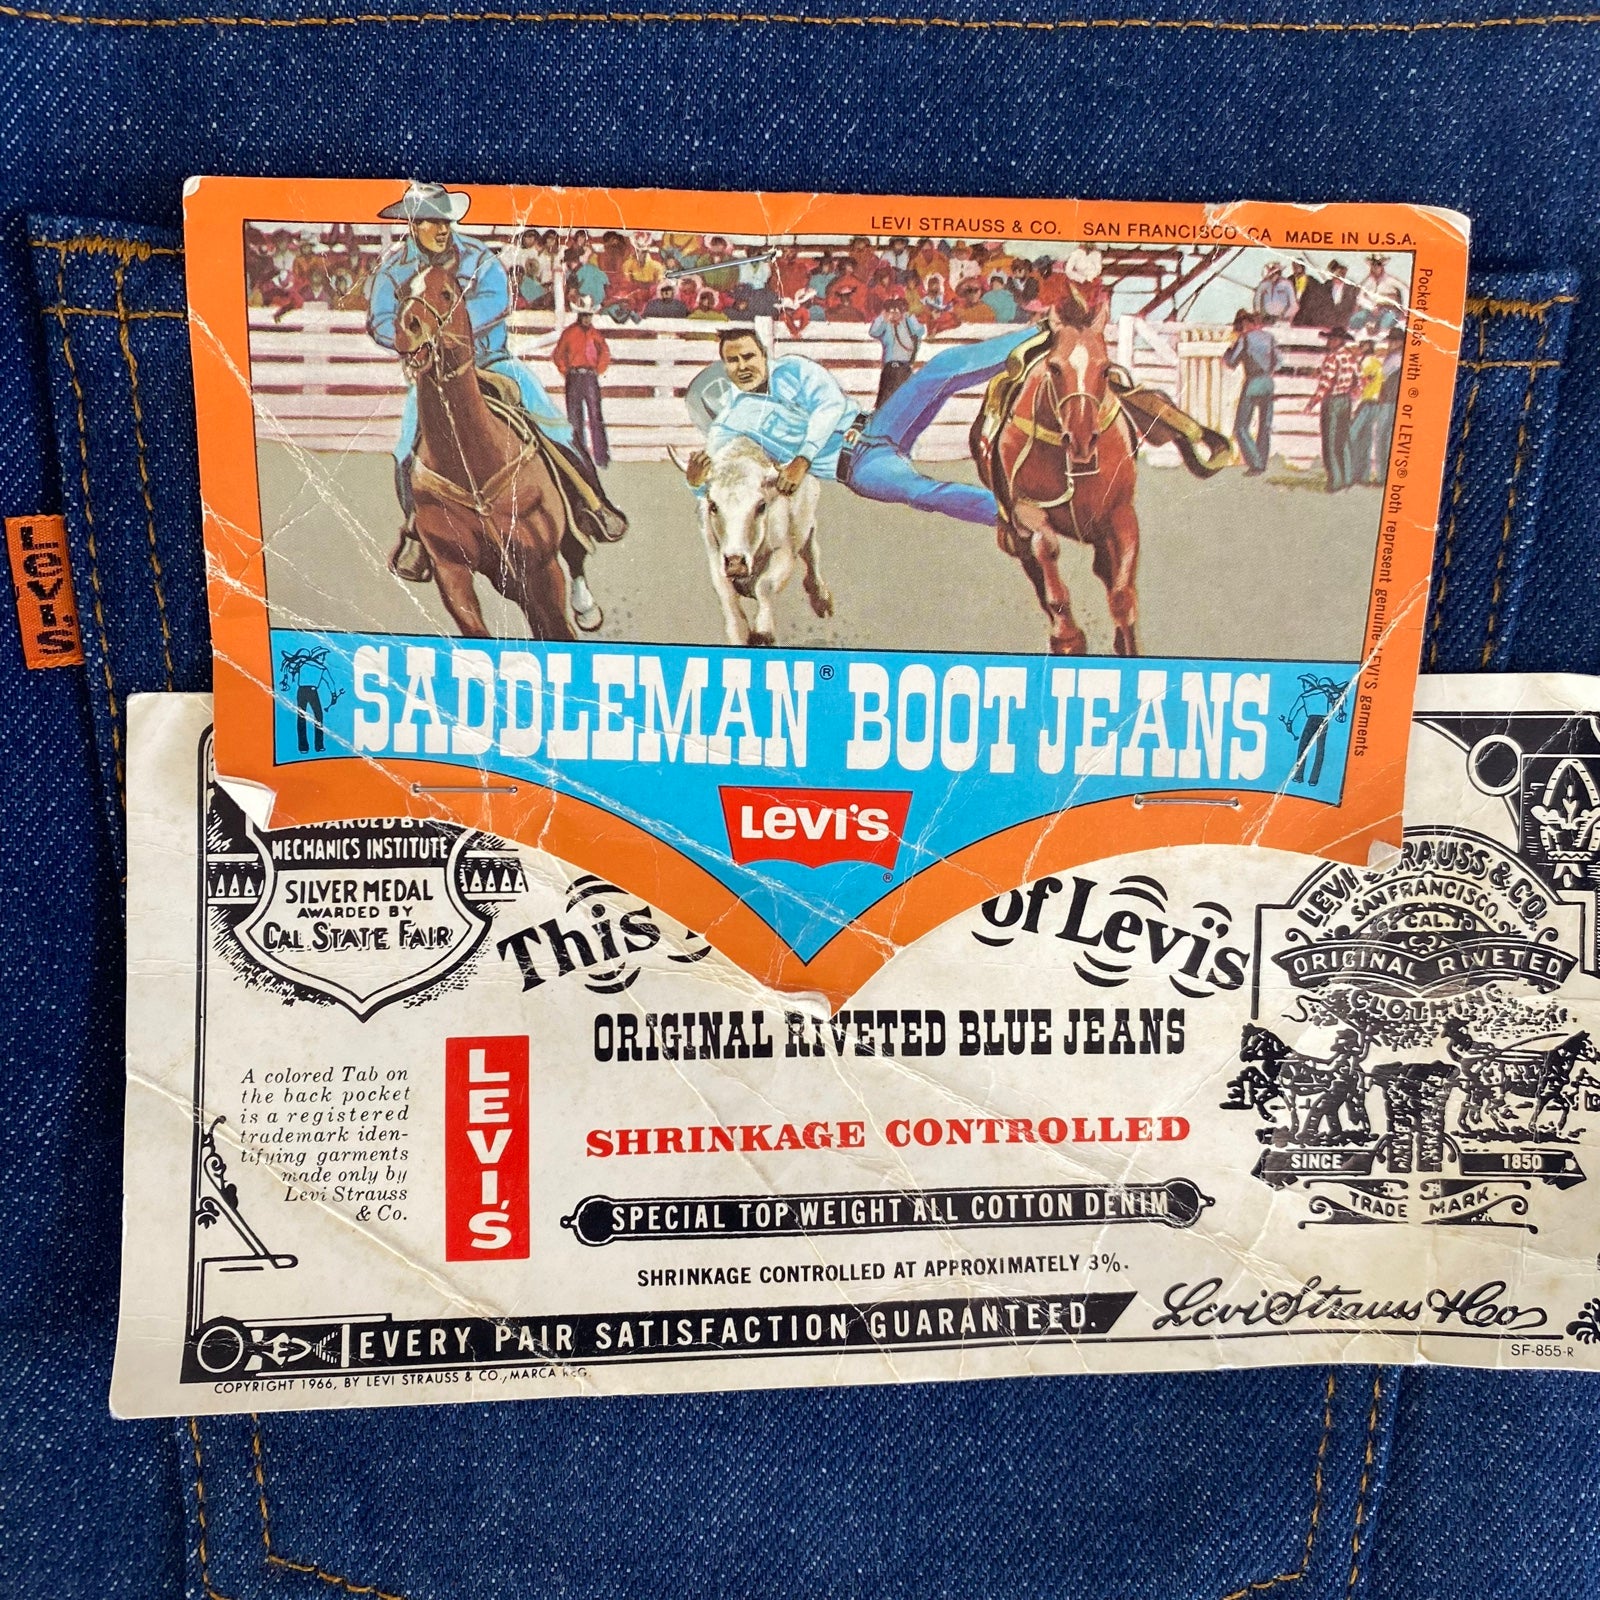 LEVI STRAUSS & CO. SAN FRANCISCO CA MADE IN U.S.A.
Pocket tabs with ® or LEVI'S® both represent genuine LEVI'S garments
LEVI'S
SADDLEMAN® BOOT JEANS
LEVI'S
®
AWARDED BY
MECHANICS INSTITUTE
SILVER MEDAL
AWARDED BY
CAL. STATE FAIR
This
of Levi's
ORIGINAL RIVETED BLUE JEANS
A colored Tab on
the back pocket
is a registered
trademark iden-
tifying garments
made only by
Levi Strauss
& Co.
LEVI'S
SHRINKAGE CONTROLLED
SPECIAL TOP WEIGHT ALL COTTON DENIM
SHRINKAGE CONTROLLED AT APPROXIMATELY 3%.
EVERY PAIR SATISFACTION GUARANTEED.
COPYRIGHT 1966, BY LEVI STRAUSS & CO., MARCA REG.
LEVI STRAUSS & CO.
SAN FRANCISCO,
CAL.
ORIGINAL RIVETED
CLOTHING
SINCE 1850
TRADE MARK.
Levi Strauss & Co
SF-855-R